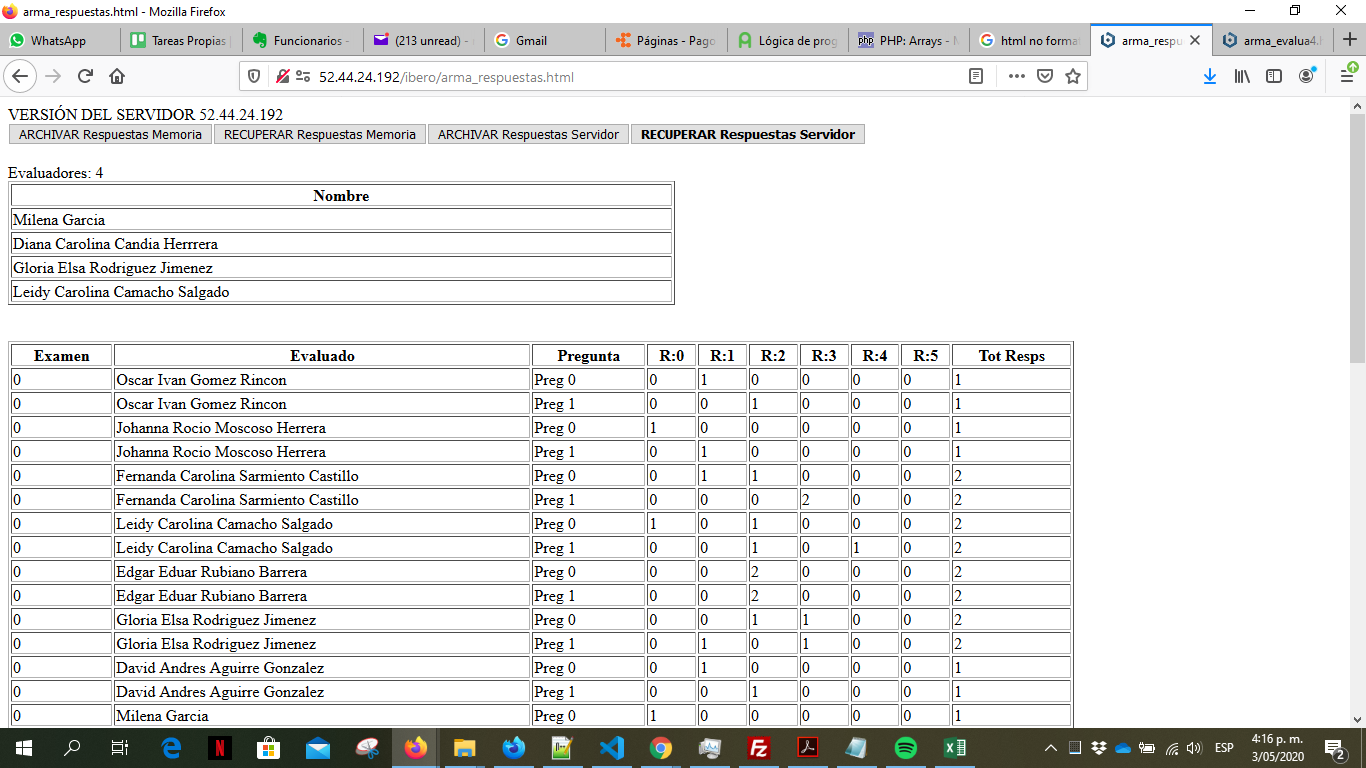 arma_respuestas.html - Mozilla Firefox
WhatsApp
Tareas Propias
Funcionarios -
(213 unread) -
Gmail
Páginas - Pago
Lógica de prog
PHP: Arrays - M
html no format
arma_respu
arma_evalua4.h
52.44.24.192/ibero/arma_respuestas.html
VERSIÓN DEL SERVIDOR 52.44.24.192
ARCHIVAR Respuestas Memoria RECUPERAR Respuestas Memoria ARCHIVAR Respuestas Servidor RECUPERAR Respuestas Servidor
Evaluadores: 4
Nombre
Milena Garcia
Diana Carolina Candia Herrrera
Gloria Elsa Rodriguez Jimenez
Leidy Carolina Camacho Salgado
Examen Evaluado Pregunta R:0 R:1 R:2 R:3 R:4 R:5 Tot Resps
0 Oscar Ivan Gomez Rincon Preg 0 0 1 0 0 0 0 1
0 Oscar Ivan Gomez Rincon Preg 1 0 0 1 0 0 0 1
0 Johanna Rocio Moscoso Herrera Preg 0 1 0 0 0 0 0 1
0 Johanna Rocio Moscoso Herrera Preg 1 0 1 0 0 0 0 1
0 Fernanda Carolina Sarmiento Castillo Preg 0 0 1 1 0 0 0 2
0 Fernanda Carolina Sarmiento Castillo Preg 1 0 0 0 2 0 0 2
0 Leidy Carolina Camacho Salgado Preg 0 1 0 1 0 0 0 2
0 Leidy Carolina Camacho Salgado Preg 1 0 0 1 0 1 0 2
0 Edgar Eduar Rubiano Barrera Preg 0 0 0 2 0 0 0 2
0 Edgar Eduar Rubiano Barrera Preg 1 0 0 2 0 0 0 2
0 Gloria Elsa Rodriguez Jimenez Preg 0 0 0 1 1 0 0 2
0 Gloria Elsa Rodriguez Jimenez Preg 1 0 1 0 1 0 0 2
0 David Andres Aguirre Gonzalez Preg 0 0 1 0 0 0 0 1
0 David Andres Aguirre Gonzalez Preg 1 0 0 1 0 0 0 1
0 Milena Garcia Preg 0 1 0 0 0 0 0 1
ESP
4:16 p. m.
3/05/2020
2